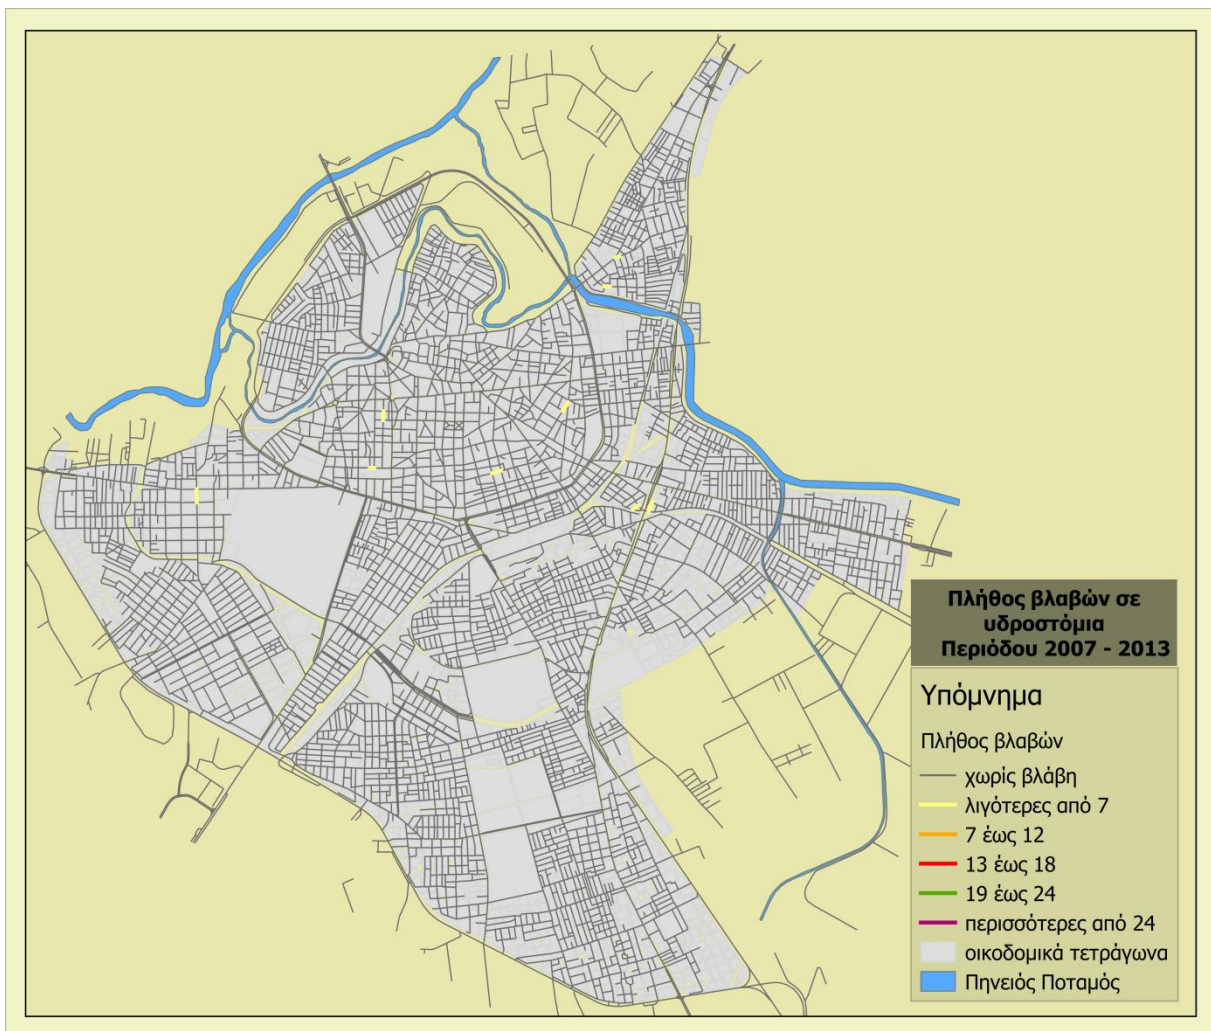 Πλήθος βλαβών σε
υδροστόμια
Περιόδου 2007 - 2013
Υπόμνημα
Πλήθος βλαβών
χωρίς βλάβη
λιγότερες από 7
7 έως 12
13 έως 18
19 έως 24
περισσότερες από 24
οικοδομικά τετράγωνα
Πηνειός Ποταμός